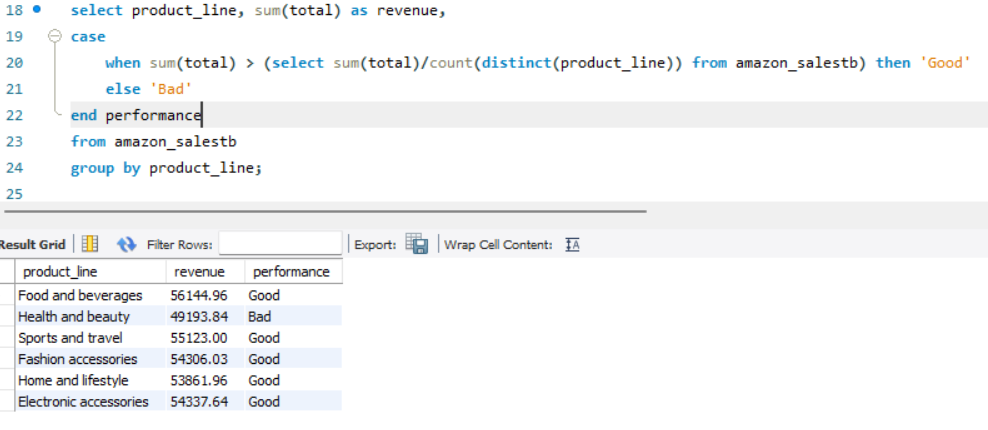 18 select product_line, sum(total) as revenue,
19 case
20 when sum(total) > (select sum(total)/count(distinct(product_line)) from amazon_salestb) then 'Good'
21 else 'Bad'
22 end performance
23 from amazon_salestb
24 group by product_line;
25
Result Grid Filter Rows: Export: Wrap Cell Content: IA
product_line revenue performance
Food and beverages 56144.96 Good
Health and beauty 49193.84 Bad
Sports and travel 55123.00 Good
Fashion accessories 54306.03 Good
Home and lifestyle 53861.96 Good
Electronic accessories 54337.64 Good